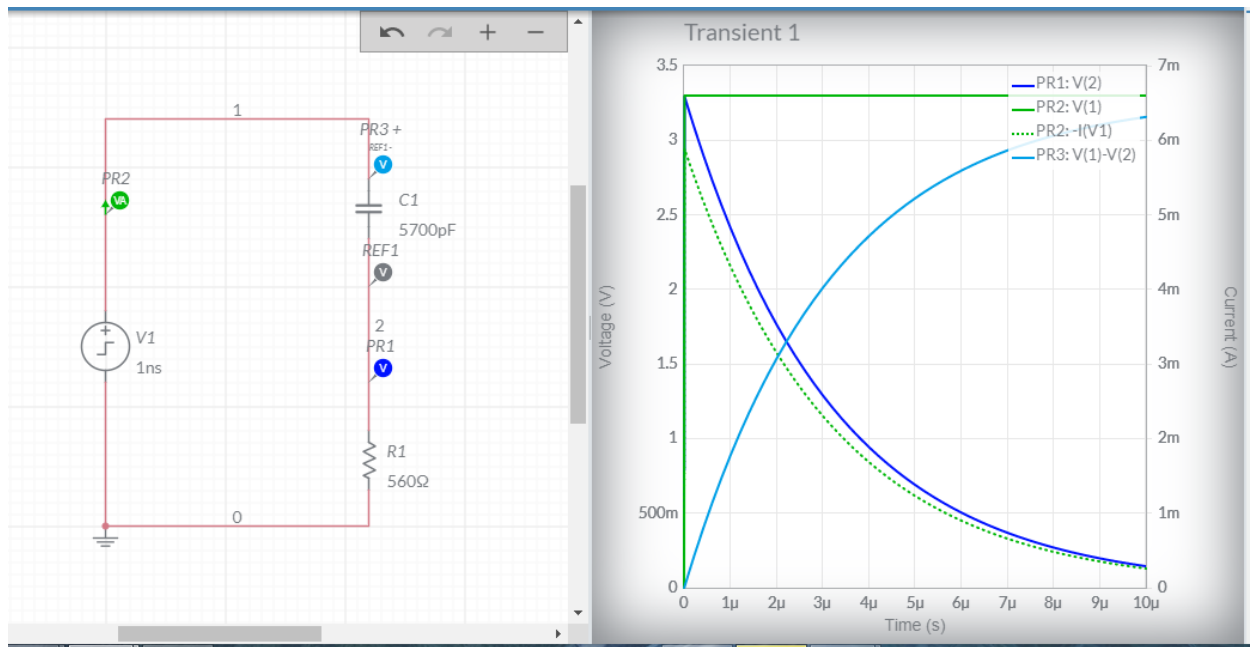 1
PR3 +
REF1-
V
PR2
VA
C1
5700pF
REF1
V
2
PR1
V
V1
1ns
R1
560Ω
0
Transient 1
PR1: V(2)
PR2: V(1)
PR2: -I(V1)
PR3: V(1)-V(2)
3.5
3
2.5
2
1.5
1
500m
0
Voltage (V)
7m
6m
5m
4m
3m
2m
1m
0
Current (A)
0 1µ 2µ 3µ 4µ 5µ 6µ 7µ 8µ 9µ 10µ
Time (s)